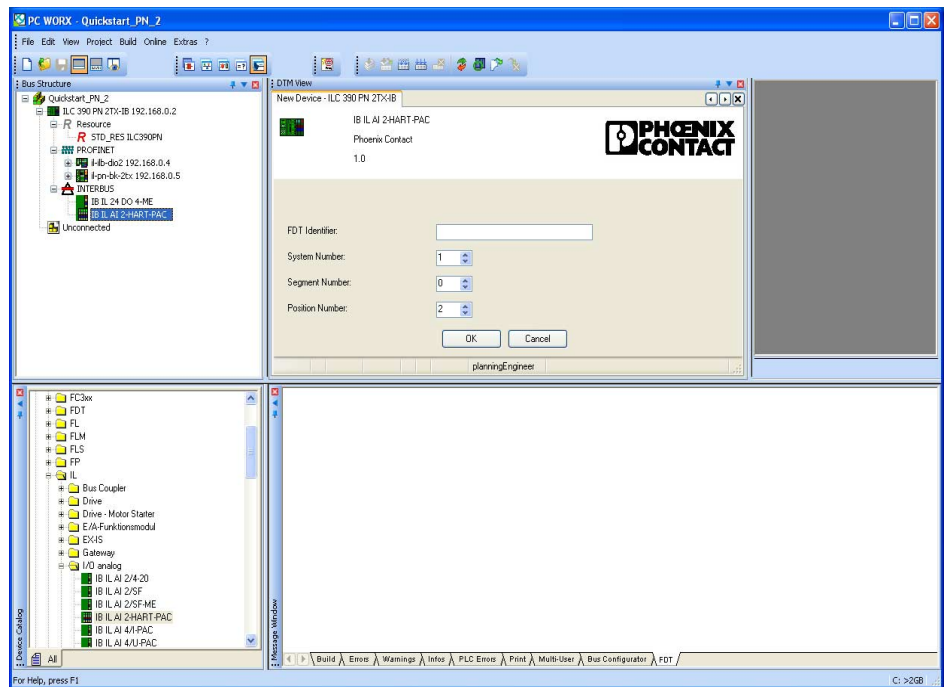 PC WORX - Quickstart_PN_2
File Edit View Project Build Online Extras ?
Bus Structure
Quickstart_PN_2
ILC 390 PN 2TX-IB 192.168.0.2
R Resource
R STD_RES ILC390PN
PROFINET
il-ilb-dio2 192.168.0.4
il-pn-bk-2tx 192.168.0.5
INTERBUS
IB IL 24 DO 4-ME
IB IL AI 2-HART-PAC
Unconnected
DTM View
New Device - ILC 390 PN 2TX-IB
IB IL AI 2-HART-PAC
Phoenix Contact
1.0
PHŒNIX
CONTACT
FDT Identifier:
System Number: 1
Segment Number: 0
Position Number: 2
OK Cancel
planningEngineer
FC3xx
FDT
FL
FLM
FLS
FP
IL
Bus Coupler
Drive
Drive - Motor Starter
E/A-Funktionsmodul
EX-IS
Gateway
I/O analog
IB IL AI 2/4-20
IB IL AI 2/SF
IB IL AI 2/SF-ME
IB IL AI 2-HART-PAC
IB IL AI 4/I-PAC
IB IL AI 4/U-PAC
Device Catalog
All
Message Window
Build Errors Warnings Infos PLC Errors Print Multi-User Bus Configurator FDT
For Help, press F1
C: >2GB